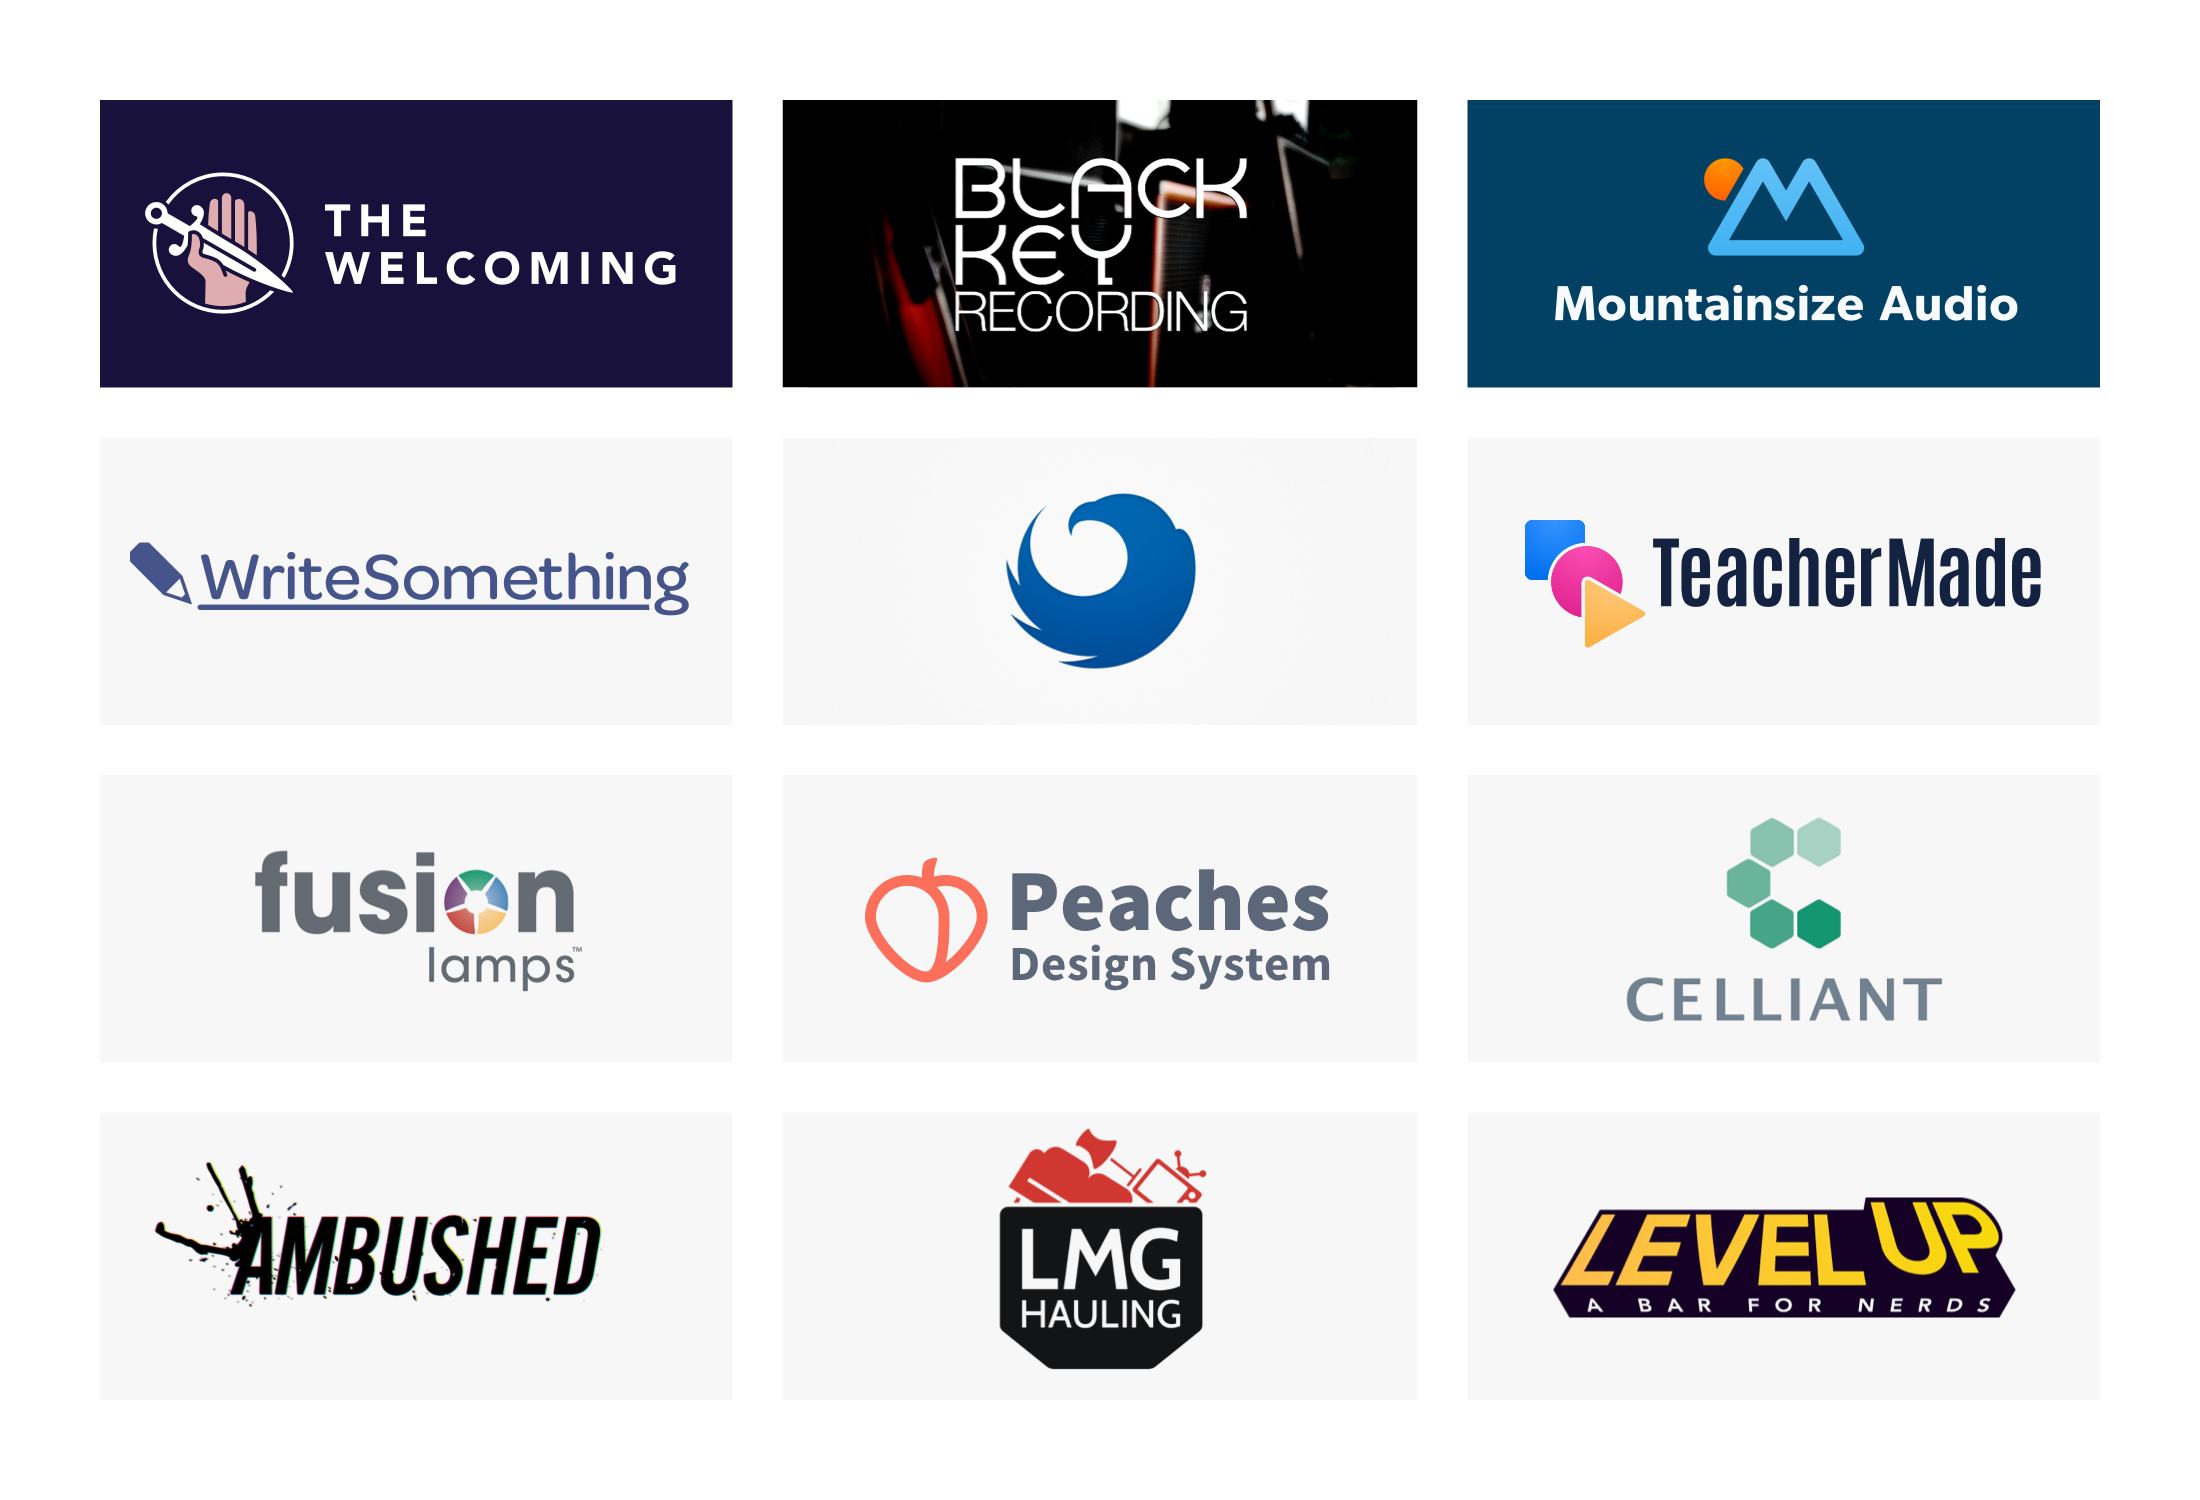 THE
WELCOMING
BLACK
KEY
RECORDING
Mountainsize Audio
WriteSomething
TeacherMade
fusion
lamps™
Peaches
Design System
CELLIANT
AMBUSHED
LMG
HAULING
LEVEL UP
A BAR FOR NERDS